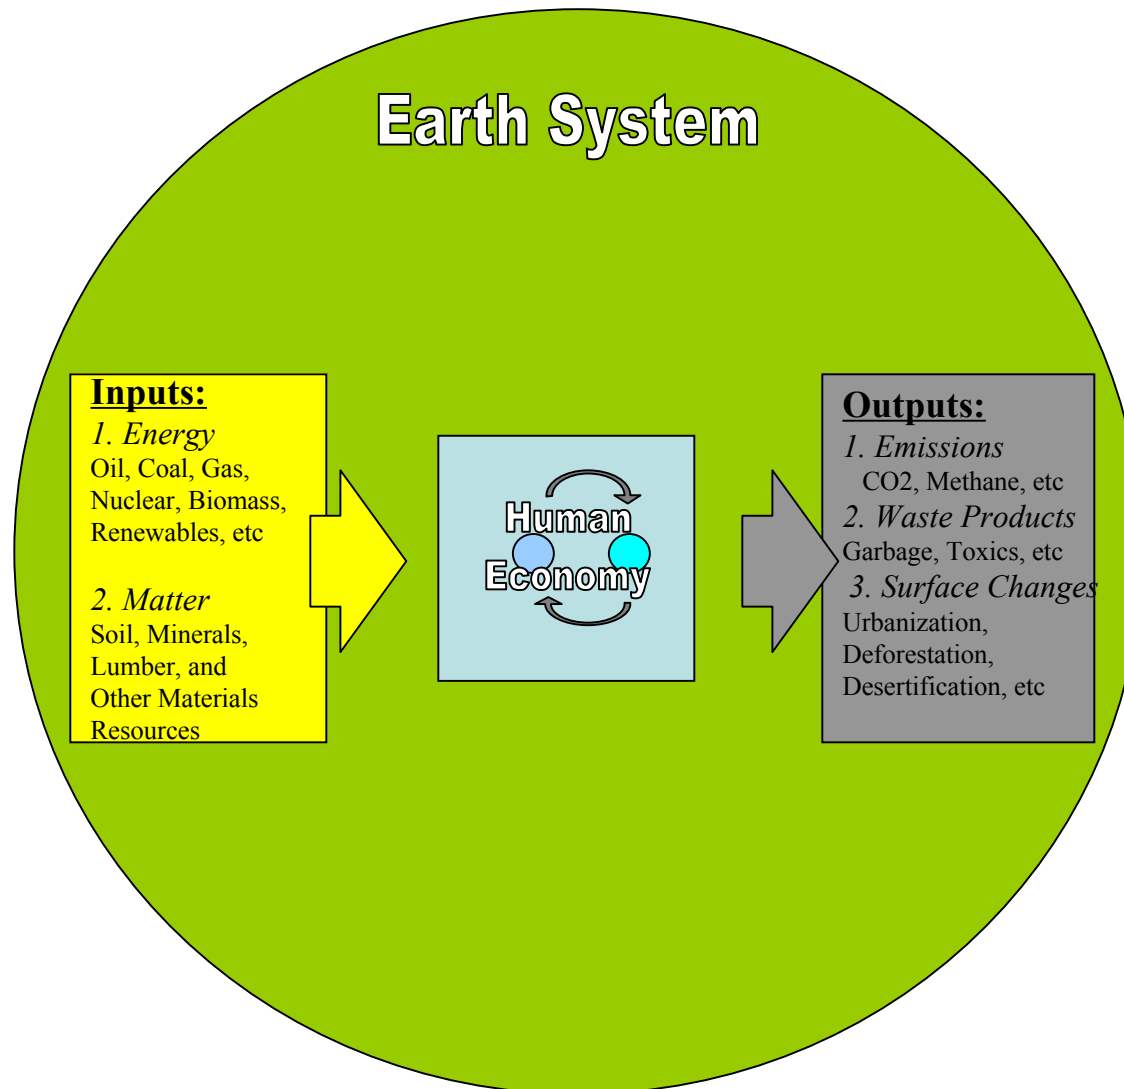 Earth System
Inputs:
1. Energy
Oil, Coal, Gas,
Nuclear, Biomass,
Renewables, etc
2. Matter
Soil, Minerals,
Lumber, and
Other Materials
Resources
Human
Economy
Outputs:
1. Emissions
CO2, Methane, etc
2. Waste Products
Garbage, Toxics, etc
3. Surface Changes
Urbanization,
Deforestation,
Desertification, etc